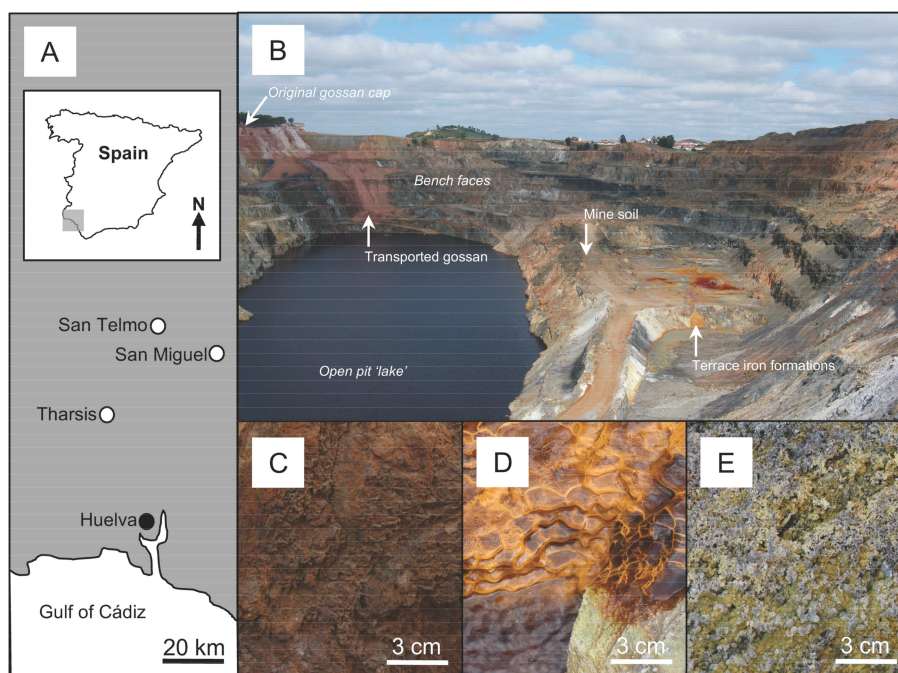 A
Spain
N
San Telmo
San Miguel
Tharsis
Huelva
Gulf of Cádiz
20 km
B
Original gossan cap
Bench faces
Mine soil
Transported gossan
Open pit ‘lake’
Terrace iron formations
C
3 cm
D
3 cm
E
3 cm